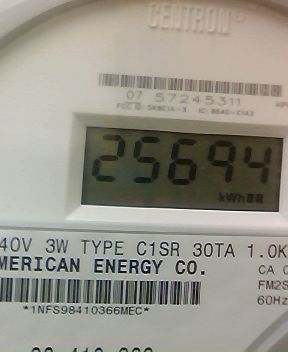 CENTRON®
07 57245311
25694
kWh
40V 3W TYPE C1SR 30TA 1.0K
MERICAN ENERGY CO.
CA 0
FM2S
60Hz
*1NFS98410366MEC*